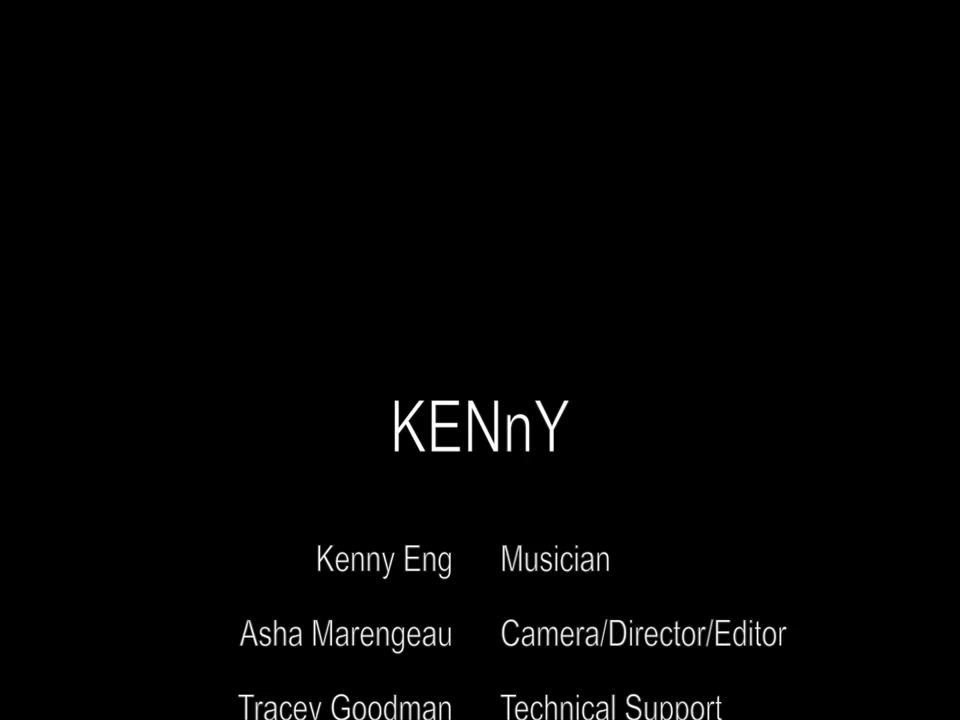 KENnY
Kenny Eng Musician
Asha Marengeau Camera/Director/Editor
Tracey Goodman Technical Support